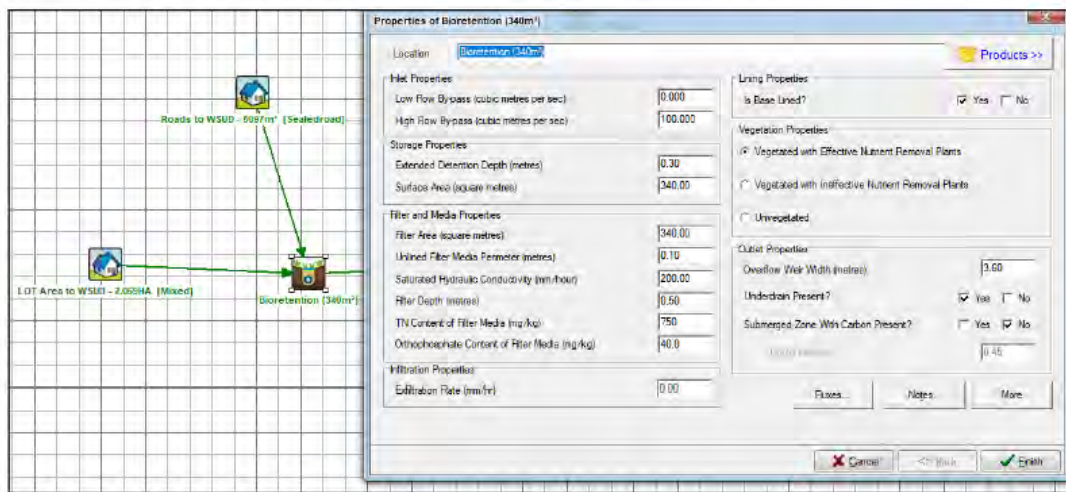 Properties of Bioretention (340m²)
Location
Bioretention (340m²)
Products >>
Inlet Properties
Low Flow By-pass (cubic metres per sec)
0.000
High Flow By-pass (cubic metres per sec)
100.000
Storage Properties
Extended Detention Depth (metres)
0.30
Surface Area (square metres)
340.00
Filter and Media Properties
Filter Area (square metres)
340.00
Unlined Filter Media Perimeter (metres)
0.10
Saturated Hydraulic Conductivity (mm/hour)
200.00
Filter Depth (metres)
0.50
TN Content of Filter Media (mg/kg)
750
Orthophosphate Content of Filter Media (mg/kg)
40.0
Infiltration Properties
Exfiltration Rate (mm/hr)
0.00
Lining Properties
Is Base Lined?
Yes
No
Vegetation Properties
Vegetated with Effective Nutrient Removal Plants
Vegetated with Ineffective Nutrient Removal Plants
Unvegetated
Outlet Properties
Overflow Weir Width (metres)
3.60
Underdrain Present?
Yes
No
Submerged Zone With Carbon Present?
Yes
No
0.45
Fluxes...
Notes...
More
Cancel
<< Back
Finish
Roads to WSUD - 6097m² [Sealedroad]
LOT Area to WSUD - 2.069HA [Mixed]
Bioretention (340m²)